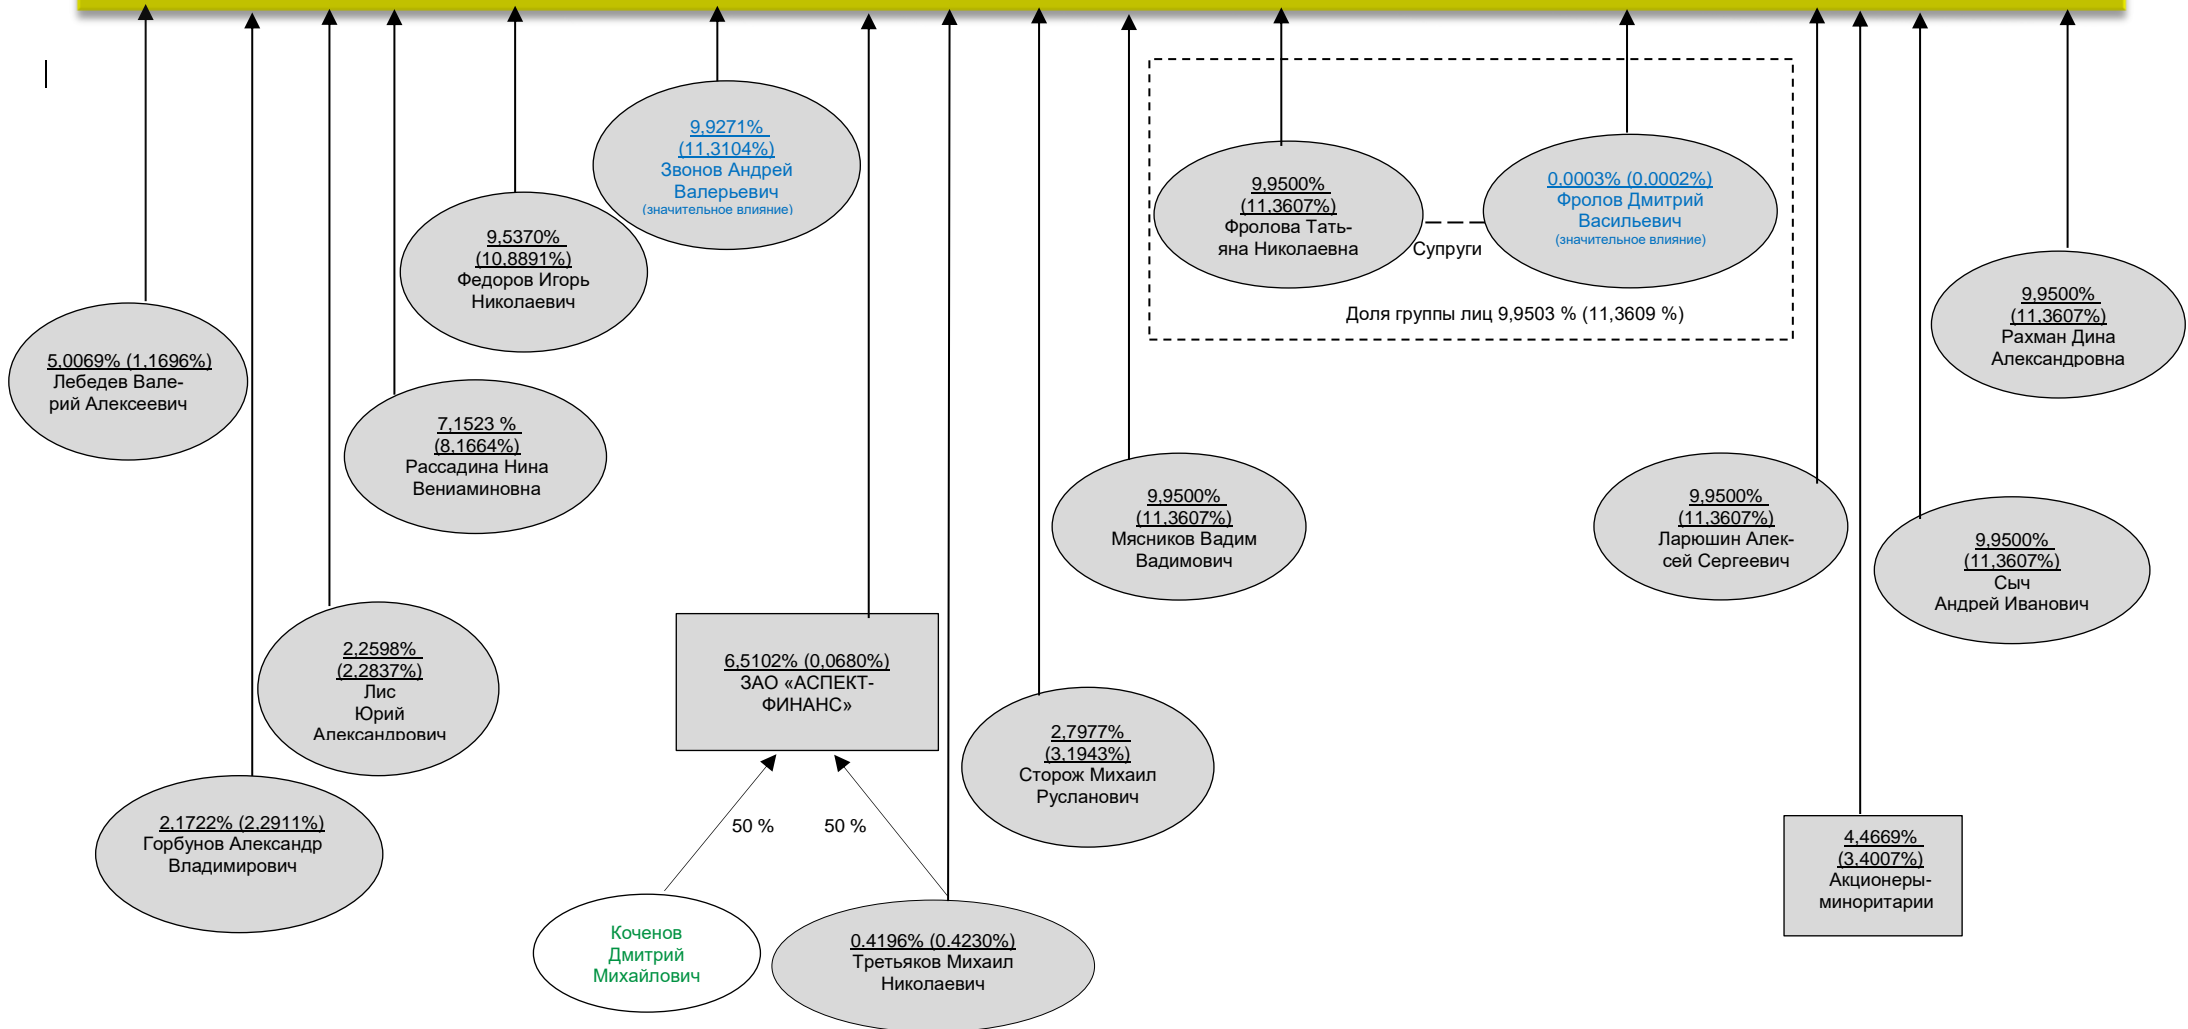 9,9271%
(11,3104%)
Звонов Андрей
Валерьевич
(значительное влияние)
9,9500%
(11,3607%)
Фролова Тать-
яна Николаевна
Супруги
0,0003% (0,0002%)
Фролов Дмитрий
Васильевич
(значительное влияние)
Доля группы лиц 9,9503 % (11,3609 %)
9,5370%
(10,8891%)
Федоров Игорь
Николаевич
9,9500%
(11,3607%)
Рахман Дина
Александровна
5,0069% (1,1696%)
Лебедев Вале-
рий Алексеевич
7,1523 %
(8,1664%)
Рассадина Нина
Вениаминовна
9,9500%
(11,3607%)
Мясников Вадим
Вадимович
9,9500%
(11,3607%)
Ларюшин Алек-
сей Сергеевич
9,9500%
(11,3607%)
Сыч
Андрей Иванович
2,2598%
(2,2837%)
Лис
Юрий
Александрович
6,5102% (0,0680%)
ЗАО «АСПЕКТ-
ФИНАНС»
2,7977%
(3,1943%)
Сторож Михаил
Русланович
2,1722% (2,2911%)
Горбунов Александр
Владимирович
50 %
50 %
4,4669%
(3,4007%)
Акционеры-
миноритарии
Коченов
Дмитрий
Михайлович
0.4196% (0.4230%)
Третьяков Михаил
Николаевич